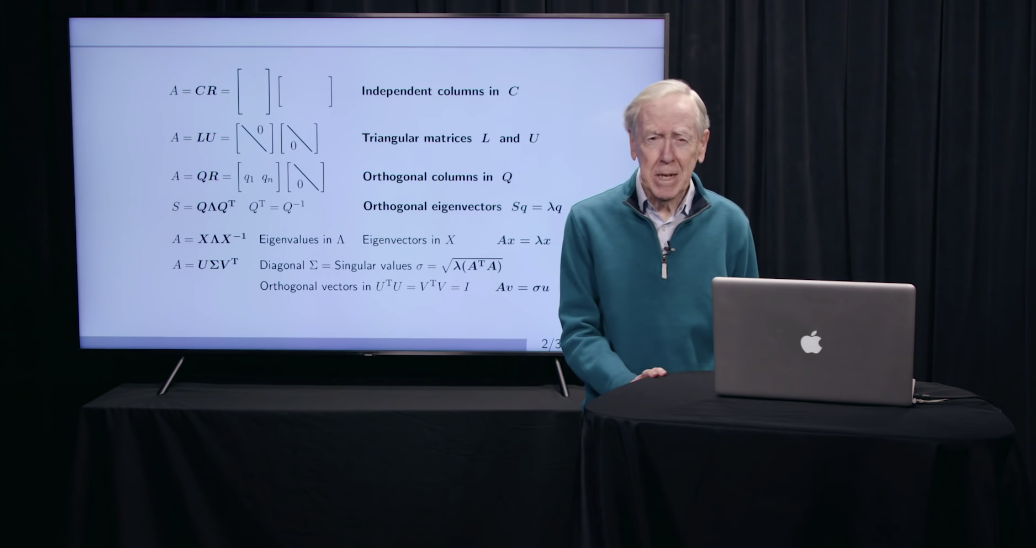 A = CR = [ ] [ ] Independent columns in C
A = LU = [\ 0] [\ 0] Triangular matrices L and U
A = QR = [q₁ qₙ] [\ 0] Orthogonal columns in Q
S = QΛQᵀ Qᵀ = Q⁻¹ Orthogonal eigenvectors Sq = λq
A = XΛX⁻¹ Eigenvalues in Λ Eigenvectors in X Ax = λx
A = UΣVᵀ Diagonal Σ = Singular values σ = √λ(AᵀA)
Orthogonal vectors in UᵀU = VᵀV = I Av = σu
2/3